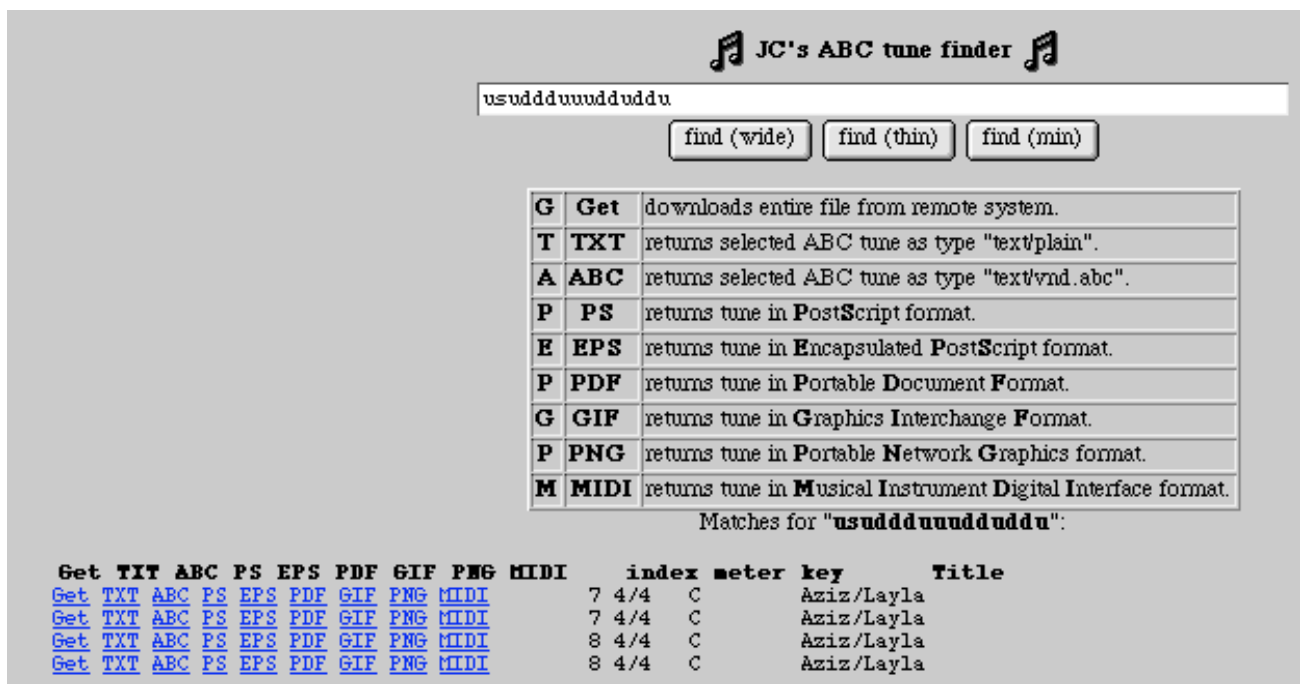 JC's ABC tune finder
usuddduuudduddu
find (wide) find (thin) find (min)
G Get downloads entire file from remote system.
T TXT returns selected ABC tune as type "text/plain".
A ABC returns selected ABC tune as type "text/vnd.abc".
P PS returns tune in PostScript format.
E EPS returns tune in Encapsulated PostScript format.
P PDF returns tune in Portable Document Format.
G GIF returns tune in Graphics Interchange Format.
P PNG returns tune in Portable Network Graphics format.
M MIDI returns tune in Musical Instrument Digital Interface format.
Matches for "usuddduuudduddu":
Get TXT ABC PS EPS PDF GIF PNG MIDI index meter key Title
Get TXT ABC PS EPS PDF GIF PNG MIDI 7 4/4 C Aziz/Layla
Get TXT ABC PS EPS PDF GIF PNG MIDI 7 4/4 C Aziz/Layla
Get TXT ABC PS EPS PDF GIF PNG MIDI 8 4/4 C Aziz/Layla
Get TXT ABC PS EPS PDF GIF PNG MIDI 8 4/4 C Aziz/Layla